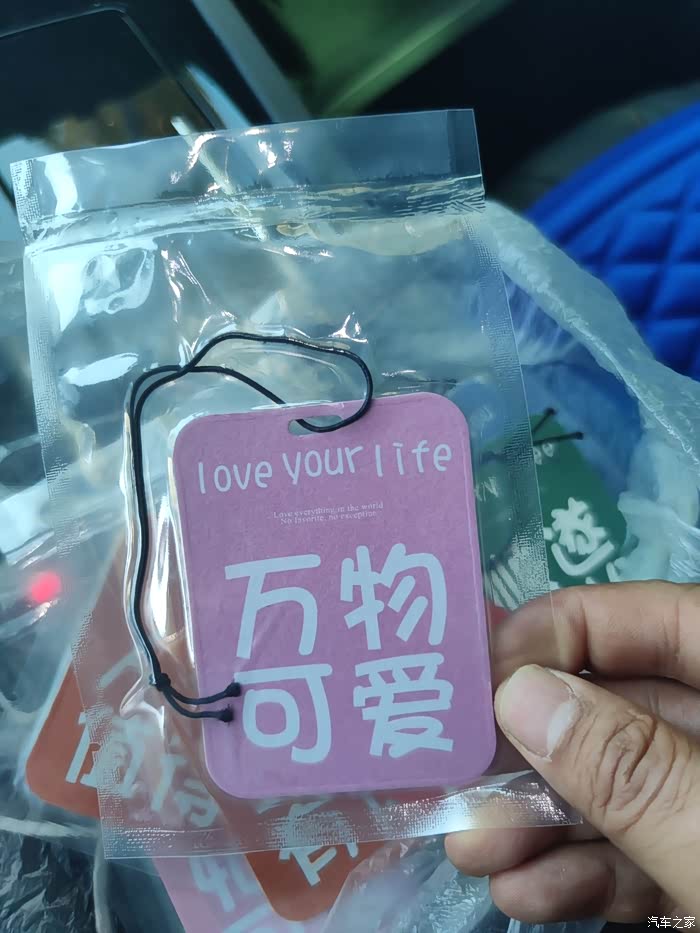 love your life
Love everything in the world
No favorite, no exception
万物
可爱
汽车之家